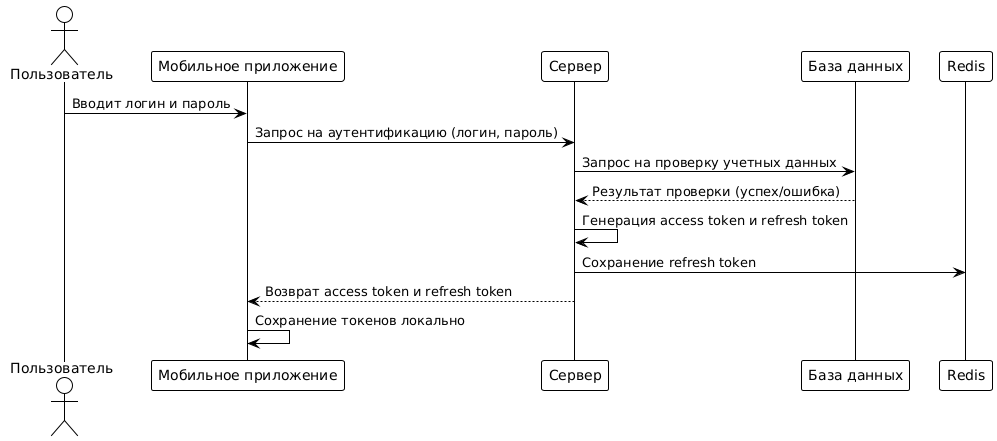 Пользователь
Мобильное приложение
Сервер
База данных
Redis
Вводит логин и пароль
Запрос на аутентификацию (логин, пароль)
Запрос на проверку учетных данных
Результат проверки (успех/ошибка)
Генерация access token и refresh token
Сохранение refresh token
Возврат access token и refresh token
Сохранение токенов локально
Пользователь
Мобильное приложение
Сервер
База данных
Redis